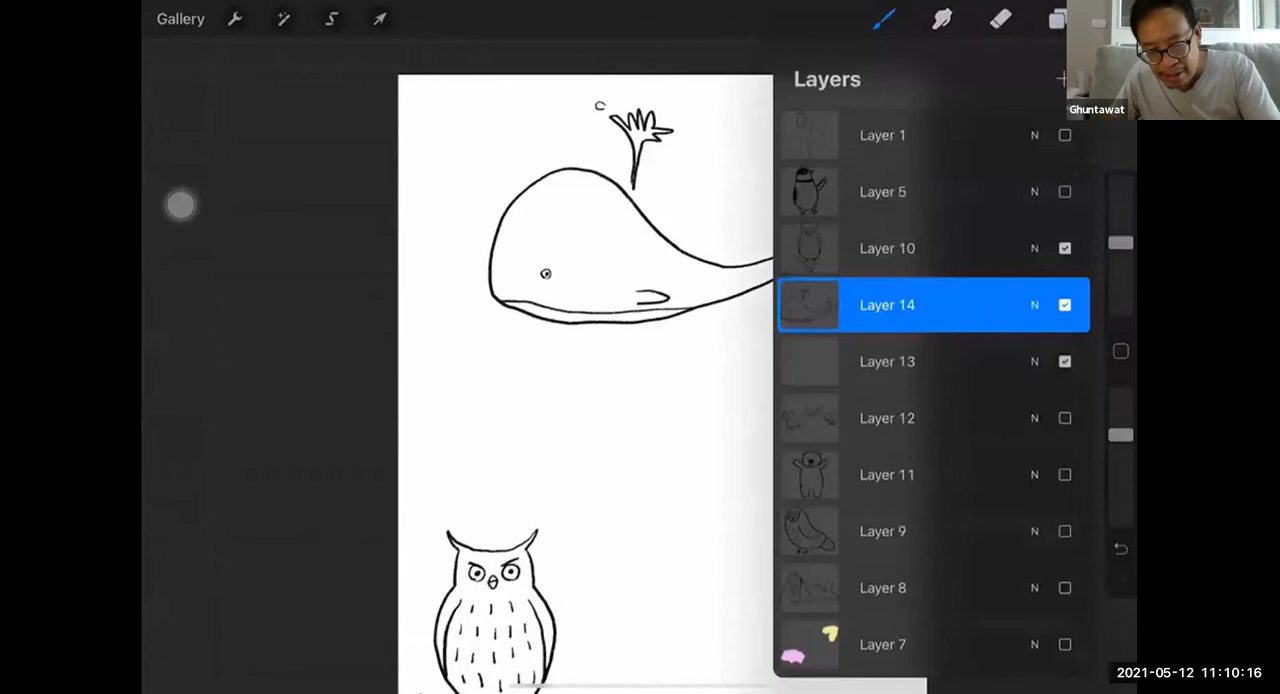 Gallery
Layers
Ghuntawat
Layer 1 N
Layer 5 N
Layer 10 N
Layer 14 N
Layer 13 N
Layer 12 N
Layer 11 N
Layer 9 N
Layer 8 N
Layer 7 N
2021-05-12 11:10:16